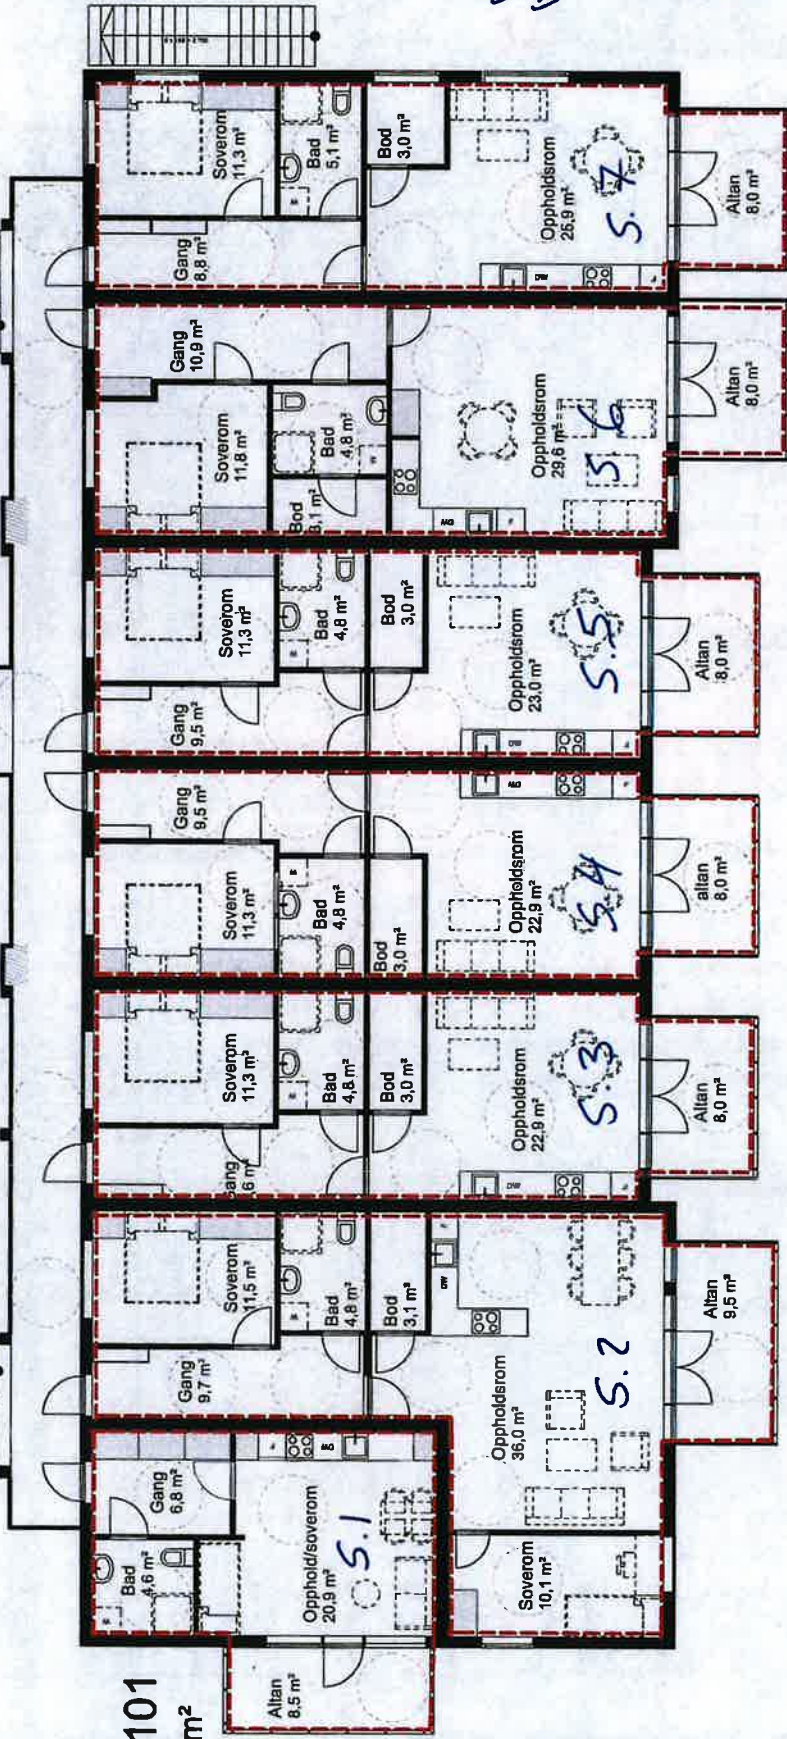 Soverom
11,3 m²
Bad
5,1 m²
Bod
3,0 m²
Gang
8,8 m²
Oppholdsrom
25,9 m²
S.7
Altan
8,0 m²
Gang
10,9 m²
Soverom
11,8 m²
Bad
4,8 m²
Bod
3,1 m²
Oppholdsrom
29,6 m²
S 6
Altan
8,0 m²
Soverom
11,3 m²
Bad
4,8 m²
Bod
3,0 m²
Gang
9,5 m²
Oppholdsrom
23,0 m²
S.5
DW
Altan
8,0 m²
Gang
9,5 m²
Soverom
11,3 m²
Bad
4,8 m²
Bod
3,0 m²
Oppholdsrom
22,9 m²
S.4
altan
8,0 m²
Soverom
11,3 m²
Bad
4,8 m²
Bod
3,0 m²
Gang
6 m²
Oppholdsrom
22,9 m²
S.3
DW
Altan
8,0 m²
Soverom
11,5 m²
Bad
4,8 m²
Bod
3,1 m²
DW
Gang
9,7 m²
Oppholdsrom
36,0 m²
S.2
Altan
9,5 m²
Soverom
10,1 m²
Gang
6,8 m²
Bad
4,6 m²
Opphold/soverom
20,9 m²
S.1
Altan
8,5 m²
101
m²